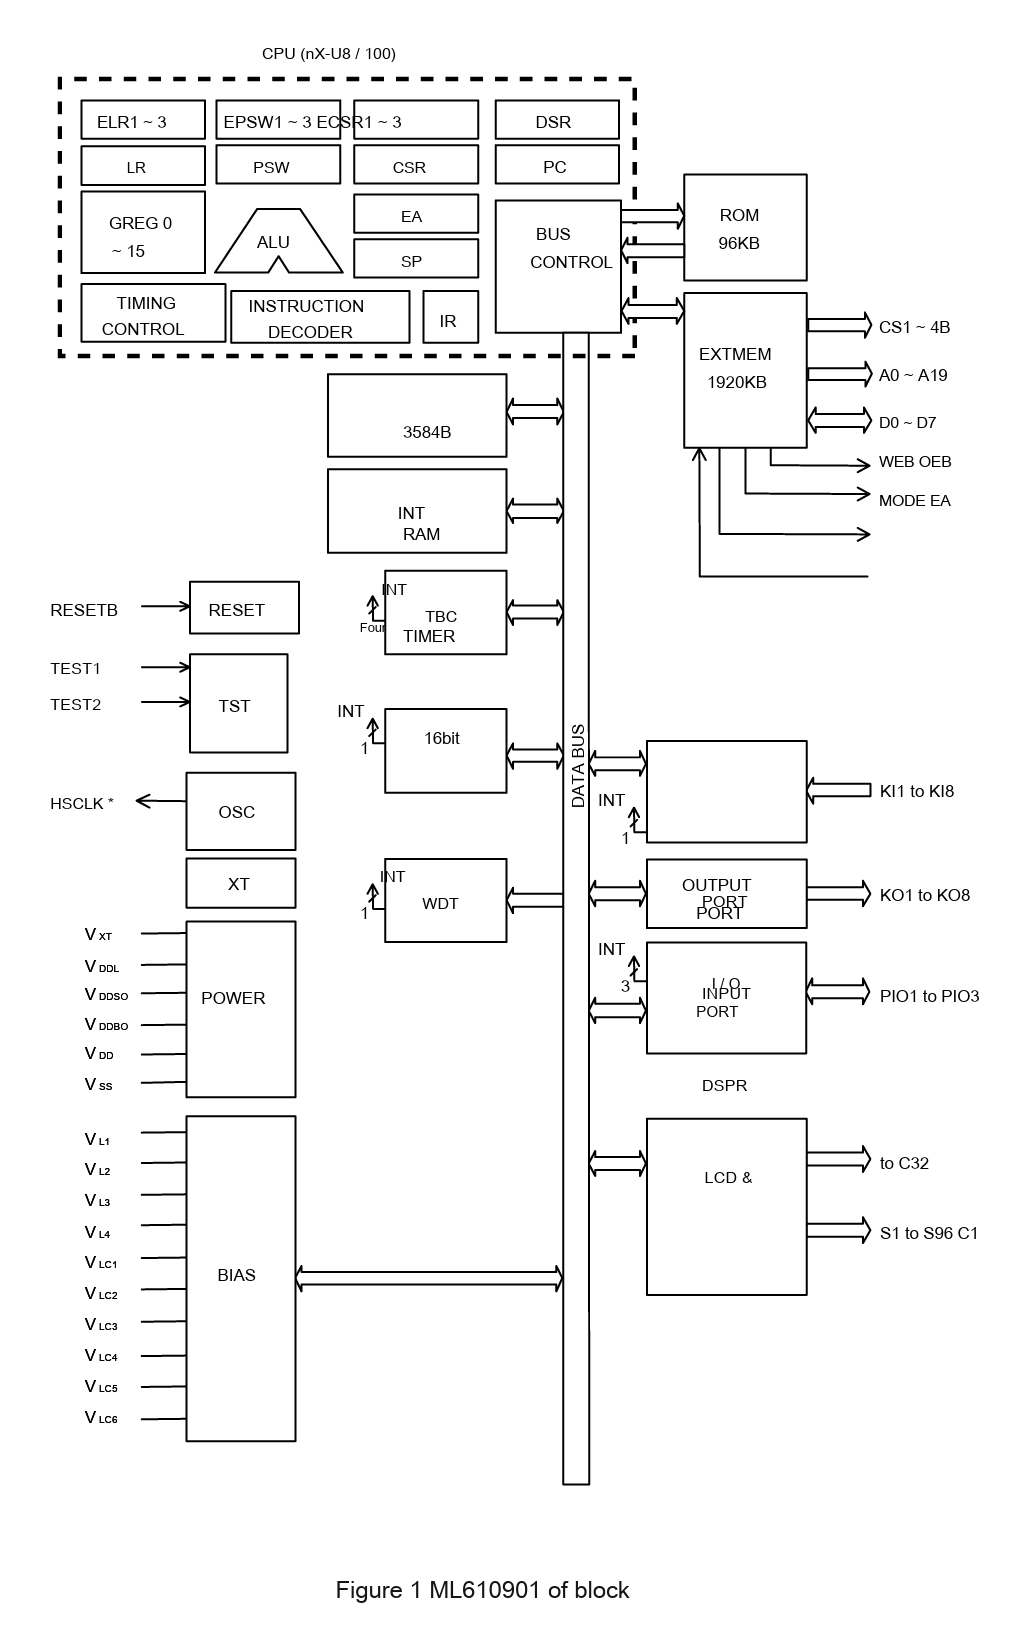 CPU (nX-U8 / 100)
ELR1 ~ 3
EPSW1 ~ 3 ECSR1 ~ 3
DSR
LR
PSW
CSR
PC
GREG 0
~ 15
ALU
EA
SP
BUS
CONTROL
TIMING
CONTROL
INSTRUCTION
DECODER
IR
ROM
96KB
EXTMEM
1920KB
CS1 ~ 4B
A0 ~ A19
D0 ~ D7
WEB OEB
MODE EA
3584B
INT
RAM
RESETB
RESET
INT
Four
TBC
TIMER
TEST1
TEST2
TST
INT
1
16bit
DATA BUS
HSCLK *
OSC
INT
1
KI1 to KI8
XT
INT
1
WDT
OUTPUT
PORT
PORT
KO1 to KO8
V XT
V DDL
V DDSO
V DDBO
V DD
V SS
POWER
INT
3
I / O
INPUT
PORT
PIO1 to PIO3
DSPR
V L1
V L2
V L3
V L4
V LC1
V LC2
V LC3
V LC4
V LC5
V LC6
BIAS
LCD &
to C32
S1 to S96 C1
Figure 1 ML610901 of block